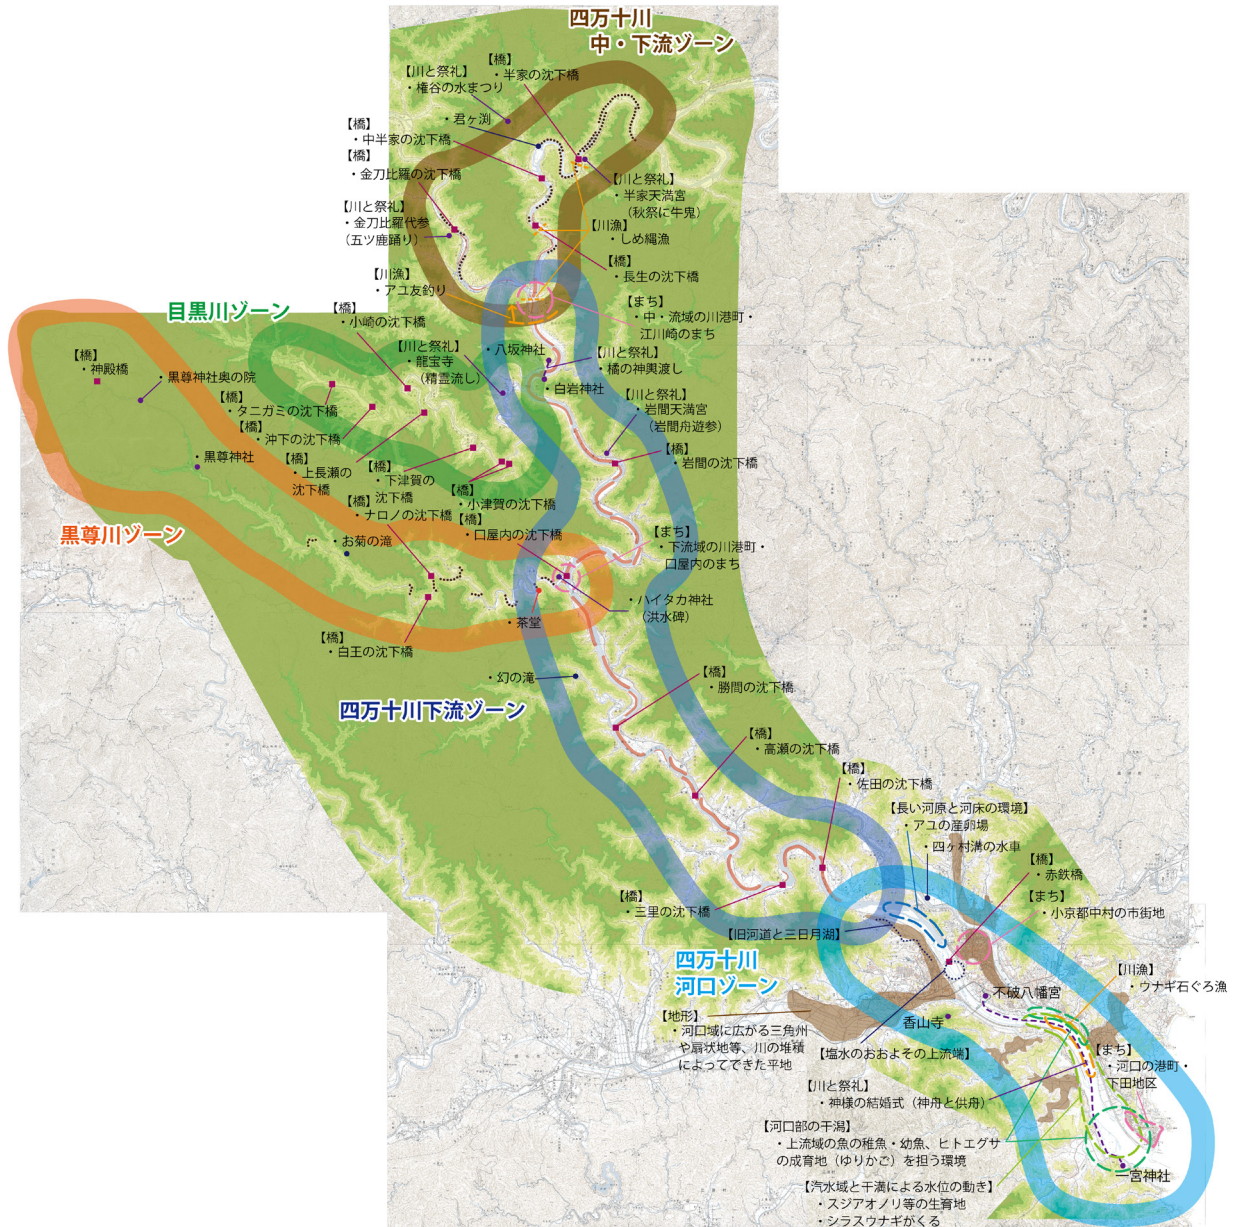 四万十川
中・下流ゾーン
【橋】
・半家の沈下橋
【川と祭礼】
・権谷の水まつり
・君ヶ渕
【橋】
・中半家の沈下橋
【橋】
・金刀比羅の沈下橋
【川と祭礼】
・半家天満宮
（秋祭に牛鬼）
【川と祭礼】
・金刀比羅代参
（五ツ鹿踊り）
【川漁】
・しめ縄漁
【橋】
・長生の沈下橋
【川漁】
・アユ友釣り
【まち】
・中・流域の川港町・
江川崎のまち
目黒川ゾーン
【橋】
・小崎の沈下橋
【川と祭礼】
・龍宝寺
（精霊流し）
・八坂神社
【川と祭礼】
・橘の神輿渡し
・白岩神社
【橋】
・神殿橋
・黒尊神社奥の院
【橋】
・タニガミの沈下橋
【川と祭礼】
・岩間天満宮
（岩間舟遊参）
【橋】
・沖下の沈下橋
【橋】
・岩間の沈下橋
・黒尊神社
【橋】
・上長瀬の
沈下橋
【橋】
・下津賀の
沈下橋
【橋】
・小津賀の沈下橋
【橋】
・ナロノの沈下橋
【橋】
・口屋内の沈下橋
黒尊川ゾーン
・お菊の滝
【まち】
・下流域の川港町・
口屋内のまち
・ハイタカ神社
（洪水碑）
・茶堂
【橋】
・白王の沈下橋
・幻の滝
【橋】
・勝間の沈下橋
四万十川下流ゾーン
【橋】
・高瀬の沈下橋
【橋】
・佐田の沈下橋
【長い河原と河床の環境】
・アユの産卵場
・四ヶ村溝の水車
【橋】
・赤鉄橋
【橋】
・三里の沈下橋
【まち】
・小京都中村の市街地
【旧河道と三日月湖】
四万十川
河口ゾーン
【川漁】
・ウナギ石ぐろ漁
不破八幡宮
【地形】
・河口域に広がる三角州
や扇状地等、川の堆積
によってできた平地
香山寺
【塩水のおおよその上流端】
【まち】
・河口の港町・
下田地区
【川と祭礼】
・神様の結婚式（神舟と供舟）
【河口部の干潟】
・上流域の魚の稚魚・幼魚、ヒトエグサ
の成育地（ゆりかご）を担う環境
一宮神社
【汽水域と干満による水位の動き】
・スジアオノリ等の生育地
・シラスウナギがくる